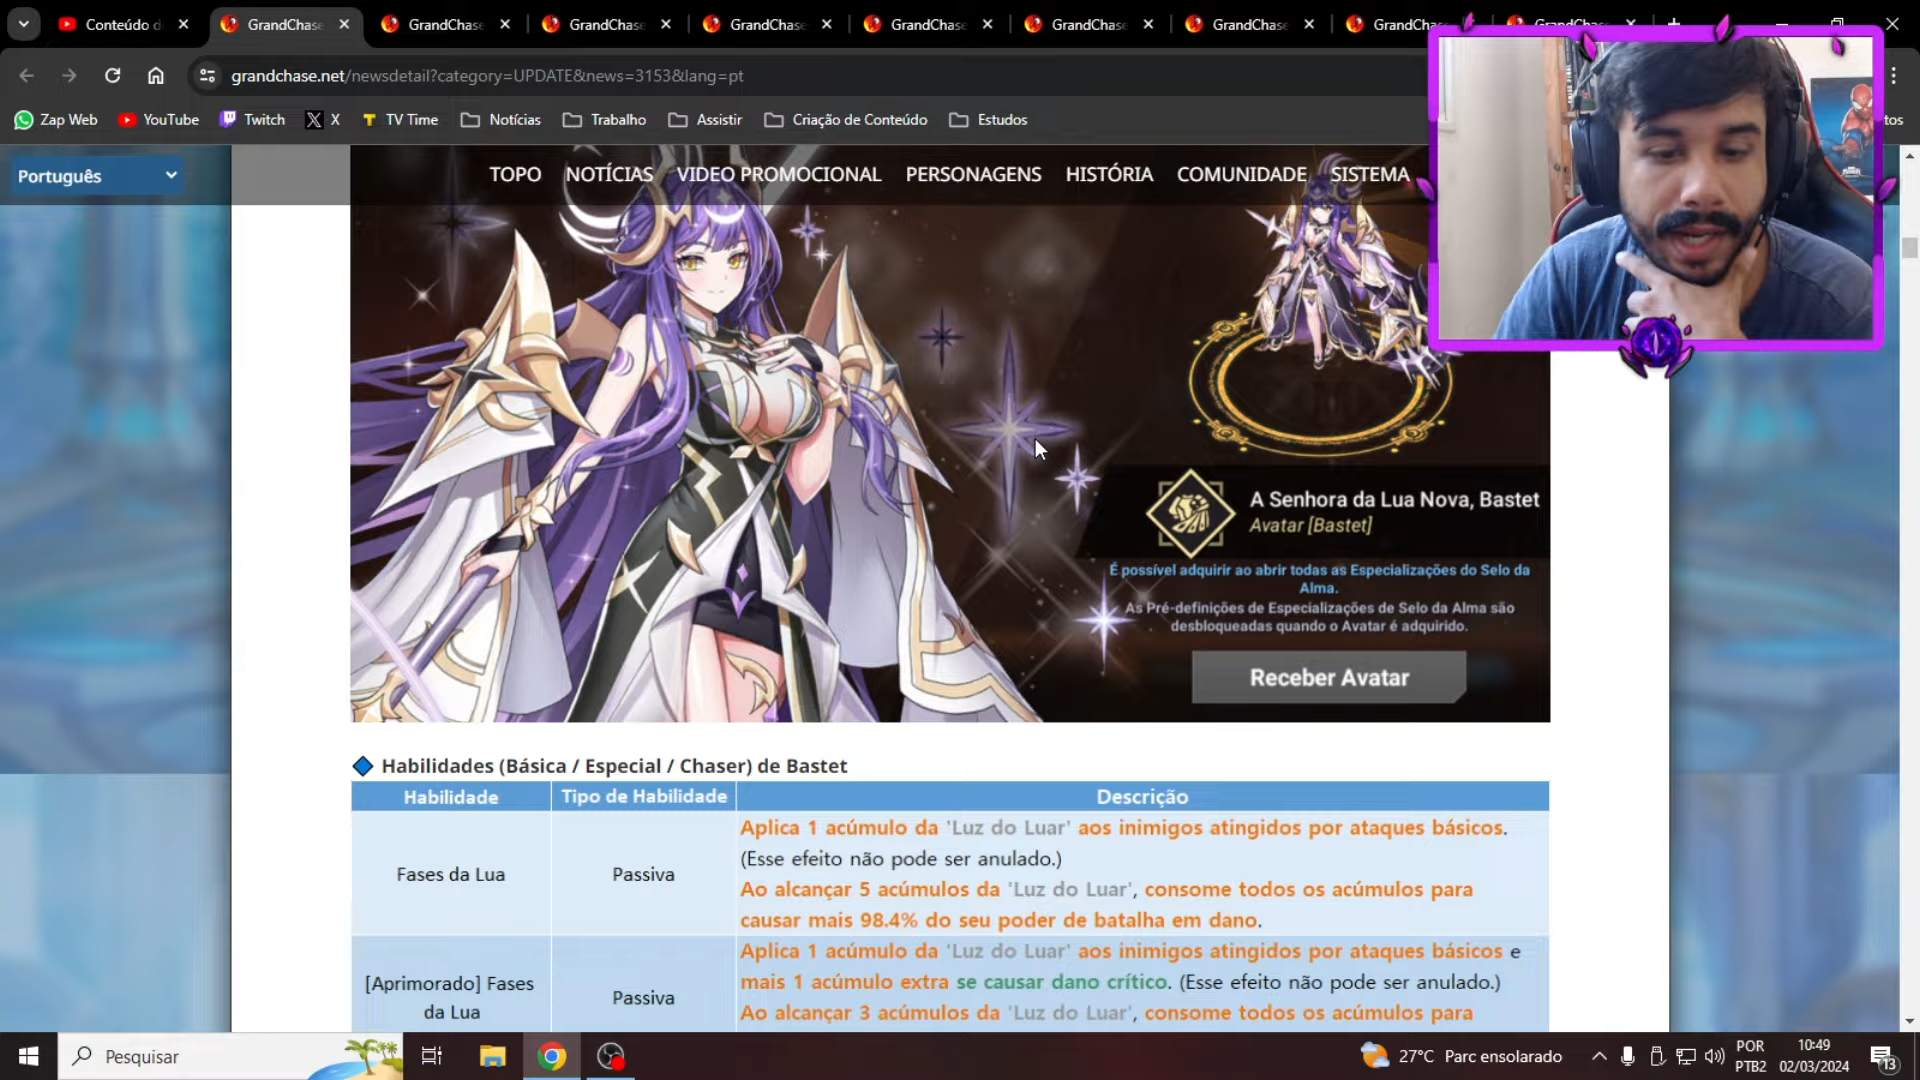 Conteúdo d
GrandChase
GrandChase
GrandChase
GrandChase
GrandChase
GrandChase
GrandChase
GrandChase
GrandChase
grandchase.net/newsdetail?category=UPDATE&news=3153&lang=pt
Zap Web
YouTube
Twitch
X
TV Time
Notícias
Trabalho
Assistir
Criação de Conteúdo
Estudos
Português
TOPO
NOTÍCIAS
VIDEO PROMOCIONAL
PERSONAGENS
HISTÓRIA
COMUNIDADE
SISTEMA
A Senhora da Lua Nova, Bastet
Avatar [Bastet]
É possível adquirir ao abrir todas as Especializações do Selo da
Alma.
As Pré-definições de Especializações de Selo da Alma são
desbloqueadas quando o Avatar é adquirido.
Receber Avatar
Habilidades (Básica / Especial / Chaser) de Bastet
Habilidade
Tipo de Habilidade
Descrição
Fases da Lua
Passiva
Aplica 1 acúmulo da 'Luz do Luar' aos inimigos atingidos por ataques básicos.
(Esse efeito não pode ser anulado.)
Ao alcançar 5 acúmulos da 'Luz do Luar', consome todos os acúmulos para
causar mais 98.4% do seu poder de batalha em dano.
[Aprimorado] Fases
da Lua
Passiva
Aplica 1 acúmulo da 'Luz do Luar' aos inimigos atingidos por ataques básicos e
mais 1 acúmulo extra se causar dano crítico. (Esse efeito não pode ser anulado.)
Ao alcançar 3 acúmulos da 'Luz do Luar', consome todos os acúmulos para
Pesquisar
27°C Parc ensolarado
POR
PTB2
10:49
02/03/2024
13